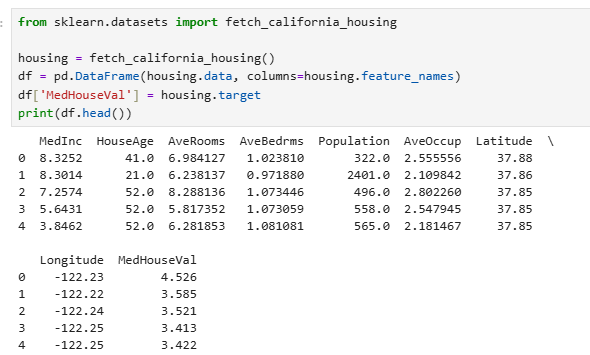 from sklearn.datasets import fetch_california_housing
housing = fetch_california_housing()
df = pd.DataFrame(housing.data, columns=housing.feature_names)
df['MedHouseVal'] = housing.target
print(df.head())
MedInc HouseAge AveRooms AveBedrms Population AveOccup Latitude \
0 8.3252 41.0 6.984127 1.023810 322.0 2.555556 37.88
1 8.3014 21.0 6.238137 0.971880 2401.0 2.109842 37.86
2 7.2574 52.0 8.288136 1.073446 496.0 2.802260 37.85
3 5.6431 52.0 5.817352 1.073059 558.0 2.547945 37.85
4 3.8462 52.0 6.281853 1.081081 565.0 2.181467 37.85
Longitude MedHouseVal
0 -122.23 4.526
1 -122.22 3.585
2 -122.24 3.521
3 -122.25 3.413
4 -122.25 3.422